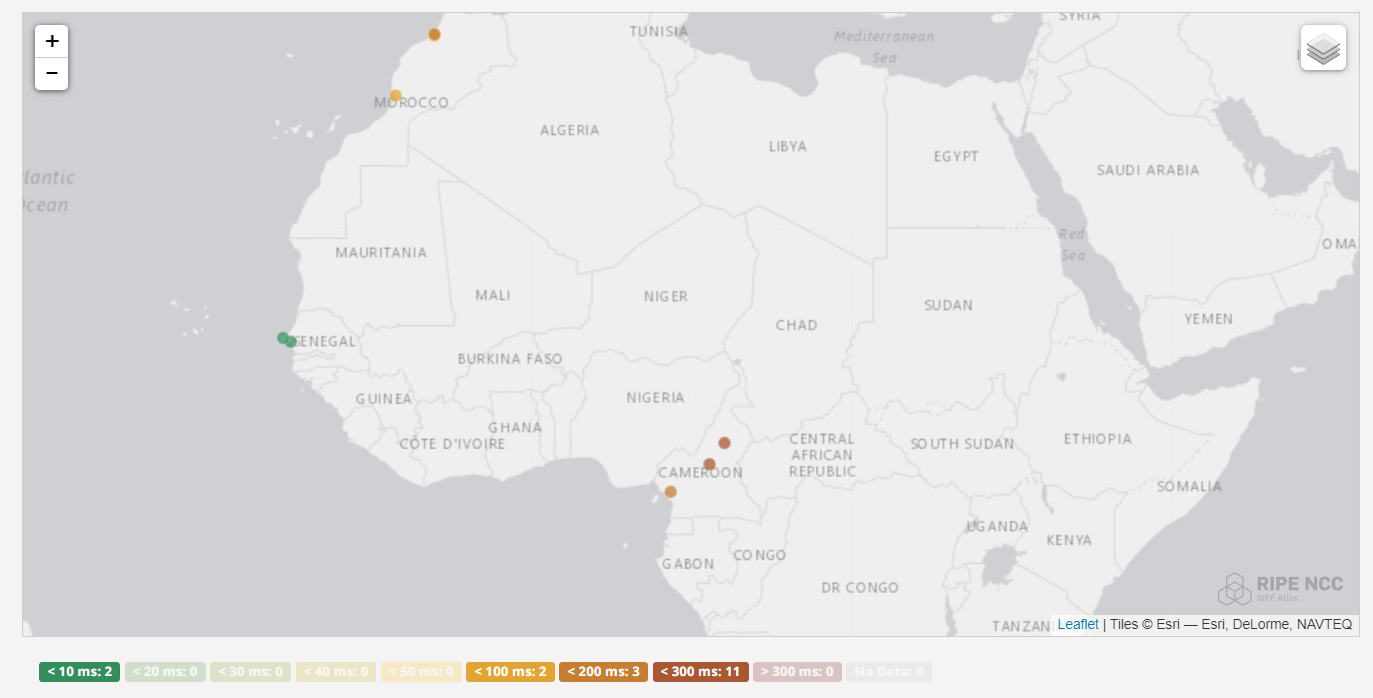 +
−
TUNISIA
Mediterranean
Sea
SYRIA
MOROCCO
ALGERIA
LIBYA
EGYPT
SAUDI ARABIA
lantic
cean
MAURITANIA
MALI
NIGER
CHAD
SUDAN
Red
Sea
OMA
YEMEN
SENEGAL
BURKINA FASO
GUINEA
NIGERIA
GHANA
CÔTE D'IVOIRE
CENTRAL
AFRICAN
REPUBLIC
SOUTH SUDAN
ETHIOPIA
CAMEROON
SOMALIA
UGANDA
KENYA
GABON
CONGO
DR CONGO
RIPE NCC
RIPE Atlas
TANZAN
Leaflet | Tiles © Esri — Esri, DeLorme, NAVTEQ
< 10 ms: 2 < 20 ms: 0 < 30 ms: 0 < 40 ms: 0 < 50 ms: 0 < 100 ms: 2 < 200 ms: 3 < 300 ms: 11 > 300 ms: 0 No Data: 0